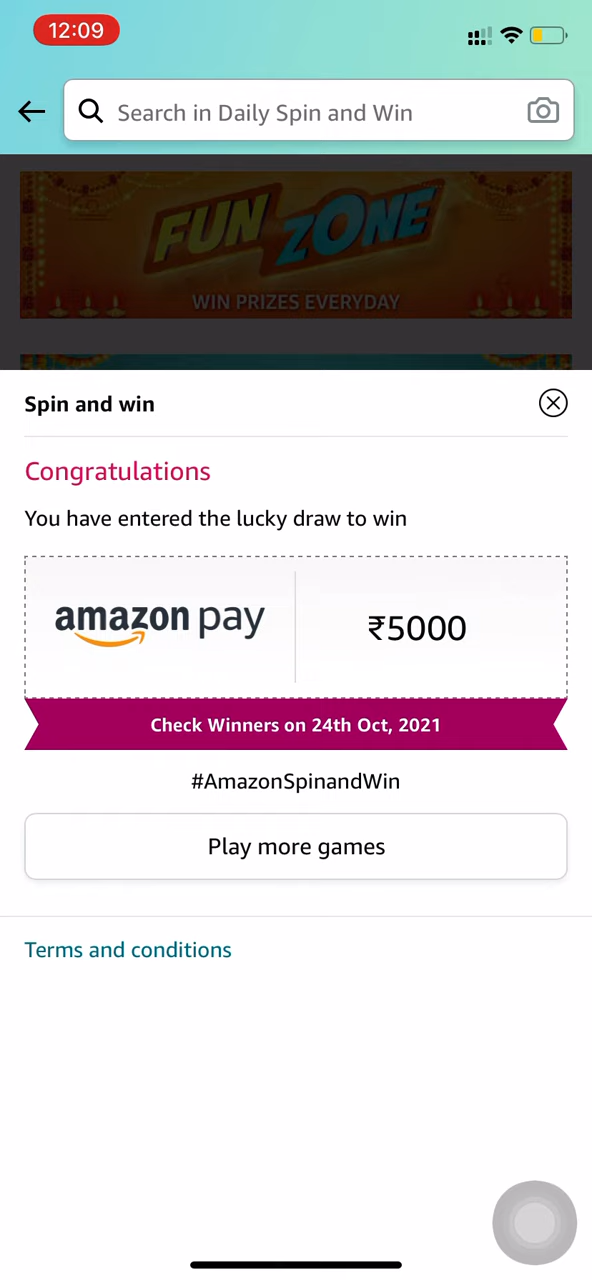 12:09
Search in Daily Spin and Win
FUN ZONE
WIN PRIZES EVERYDAY
Spin and win
Congratulations
You have entered the lucky draw to win
amazon pay
₹5000
Check Winners on 24th Oct, 2021
#AmazonSpinandWin
Play more games
Terms and conditions